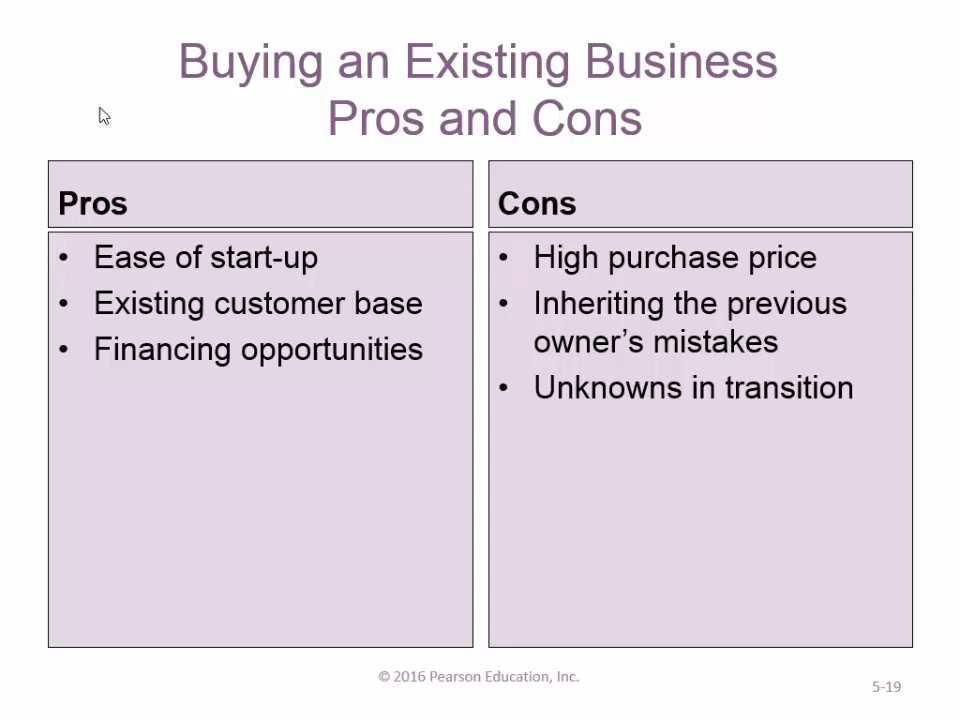 Buying an Existing Business
Pros and Cons
Pros
• Ease of start-up
• Existing customer base
• Financing opportunities
Cons
• High purchase price
• Inheriting the previous
owner’s mistakes
• Unknowns in transition
© 2016 Pearson Education, Inc.
5-19